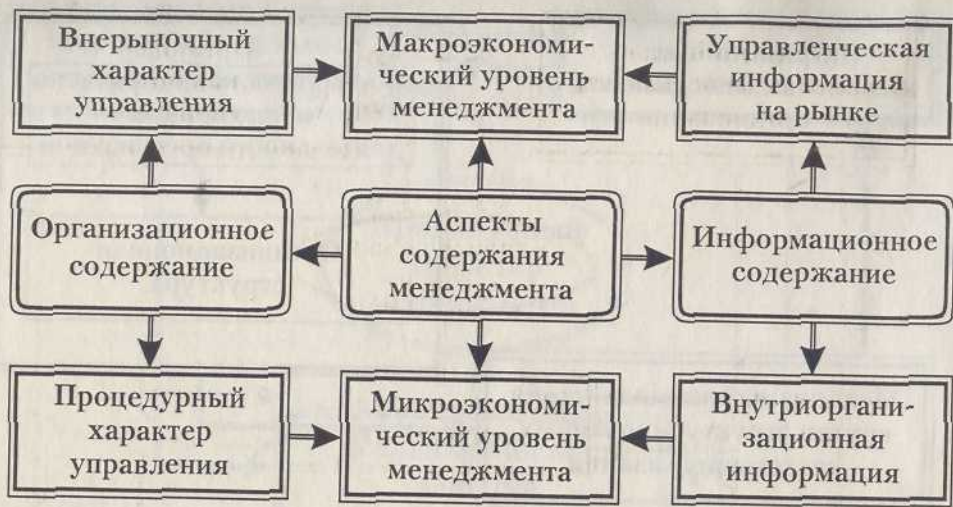 Внерыночный
характер
управления
Макроэкономи-
ческий уровень
менеджмента
Управленческая
информация
на рынке
Организационное
содержание
Аспекты
содержания
менеджмента
Информационное
содержание
Процедурный
характер
управления
Микроэкономи-
ческий уровень
менеджмента
Внутриоргани-
зационная
информация